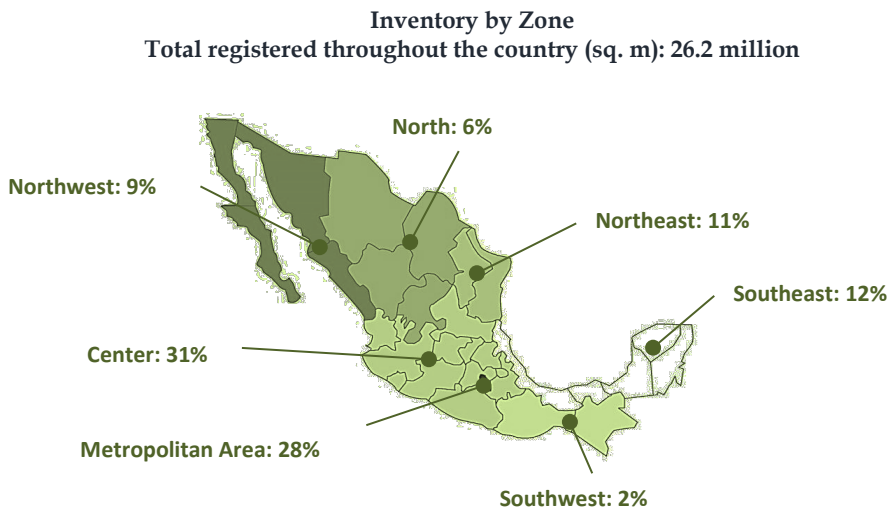 Inventory by Zone
Total registered throughout the country (sq. m): 26.2 million
North: 6%
Northwest: 9%
Northeast: 11%
Southeast: 12%
Center: 31%
Metropolitan Area: 28%
Southwest: 2%